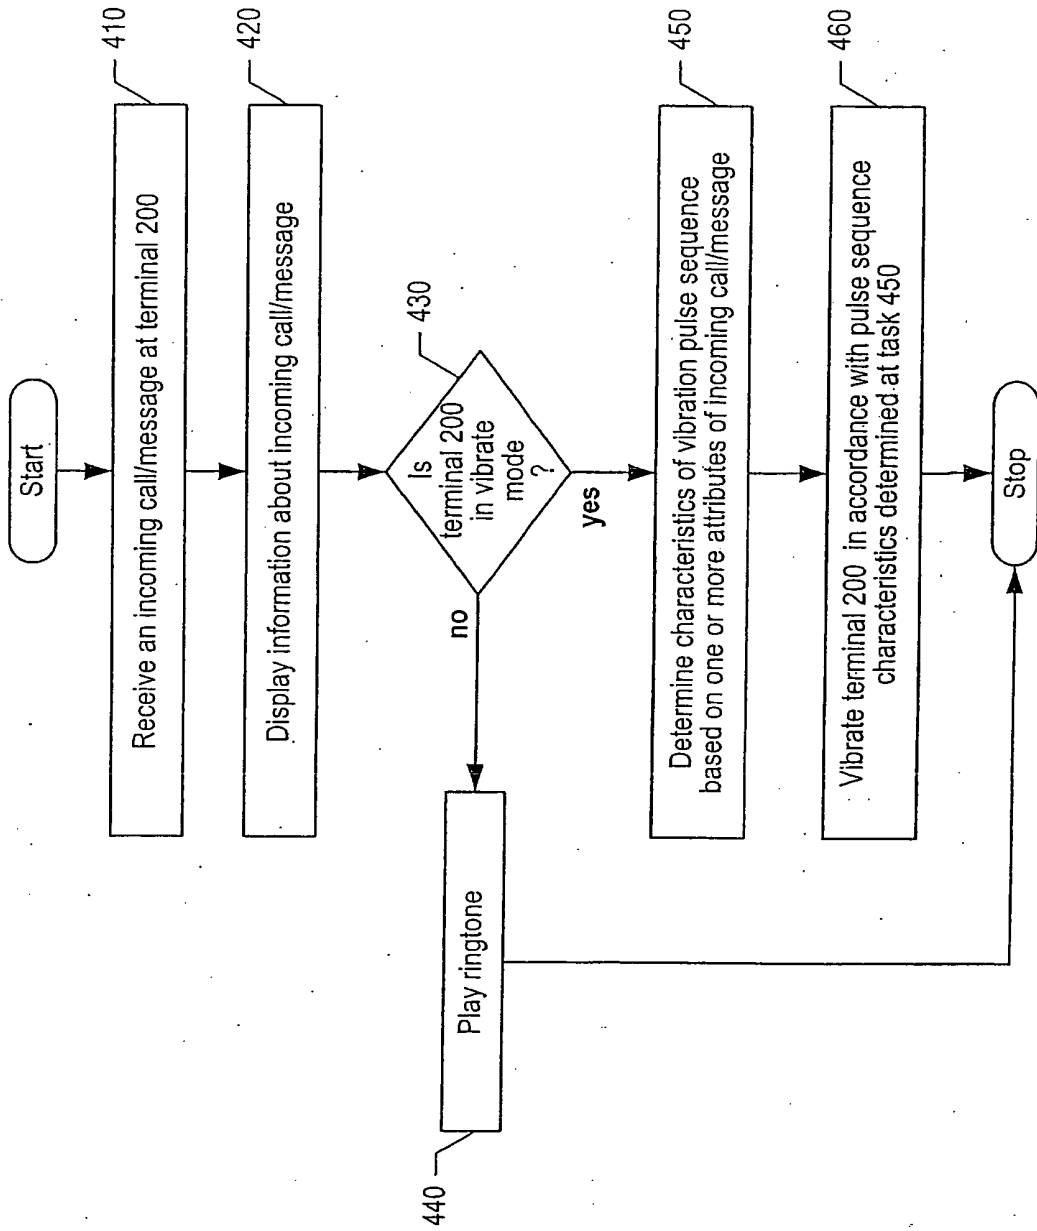 Start
410
Receive an incoming call/message at terminal 200
420
Display information about incoming call/message
430
Is
terminal 200
in vibrate
mode
?
no
yes
440
Play ringtone
450
Determine characteristics of vibration pulse sequence
based on one or more attributes of incoming call/message
460
Vibrate terminal 200 in accordance with pulse sequence
characteristics determined at task 450
Stop